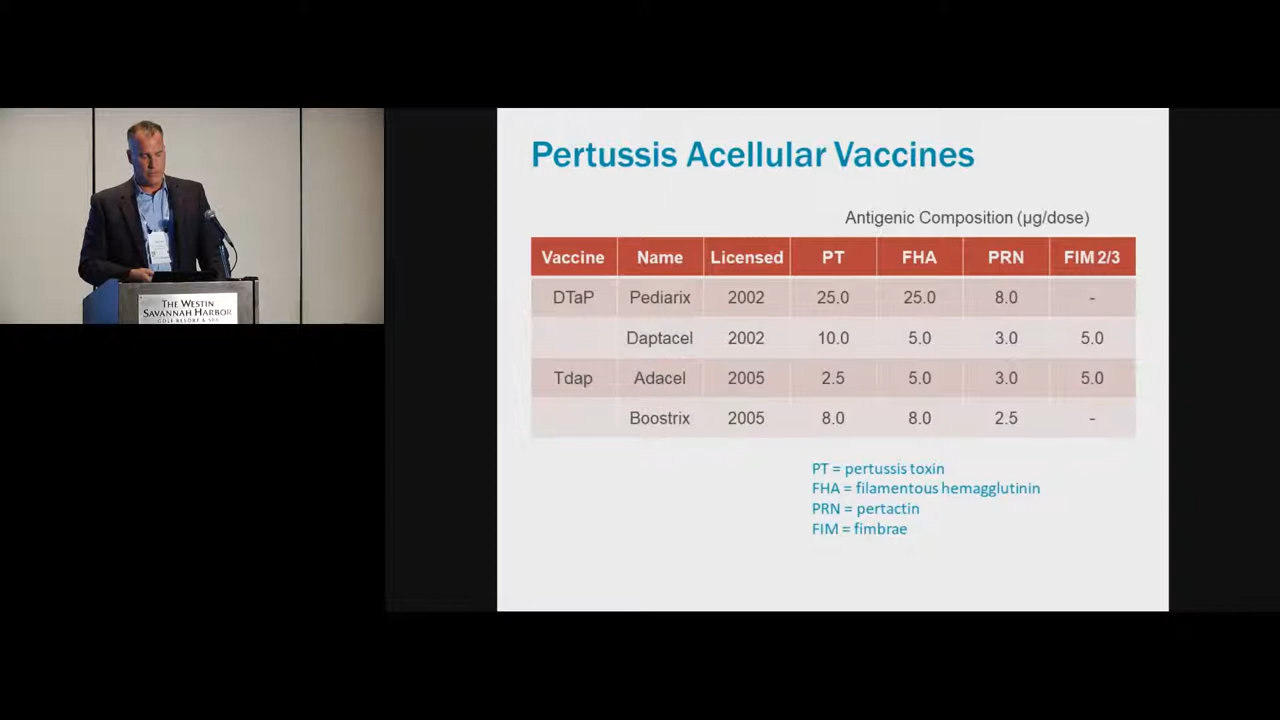 Pertussis Acellular Vaccines
Antigenic Composition (µg/dose)
Vaccine Name Licensed PT FHA PRN FIM 2/3
DTaP Pediarix 2002 25.0 25.0 8.0 -
Daptacel 2002 10.0 5.0 3.0 5.0
Tdap Adacel 2005 2.5 5.0 3.0 5.0
Boostrix 2005 8.0 8.0 2.5 -
PT = pertussis toxin
FHA = filamentous hemagglutinin
PRN = pertactin
FIM = fimbrae
THE WESTIN
SAVANNAH HARBOR
GOLF RESORT & SPA